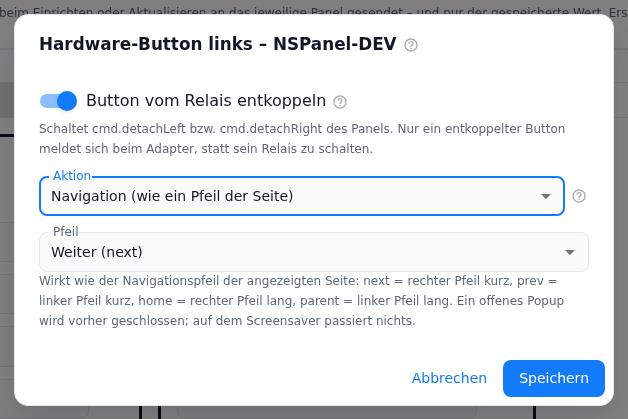 beim Einrichten oder Aktualisieren an das jeweilige Panel gesendet – und nur der gespeicherte Wert. Ers
Hardware-Button links – NSPanel-DEV
Button vom Relais entkoppeln
Schaltet cmd.detachLeft bzw. cmd.detachRight des Panels. Nur ein entkoppelter Button
meldet sich beim Adapter, statt sein Relais zu schalten.
Aktion
Navigation (wie ein Pfeil der Seite)
Pfeil
Weiter (next)
Wirkt wie der Navigationspfeil der angezeigten Seite: next = rechter Pfeil kurz, prev =
linker Pfeil kurz, home = rechter Pfeil lang, parent = linker Pfeil lang. Ein offenes Popup
wird vorher geschlossen; auf dem Screensaver passiert nichts.
Abbrechen
Speichern